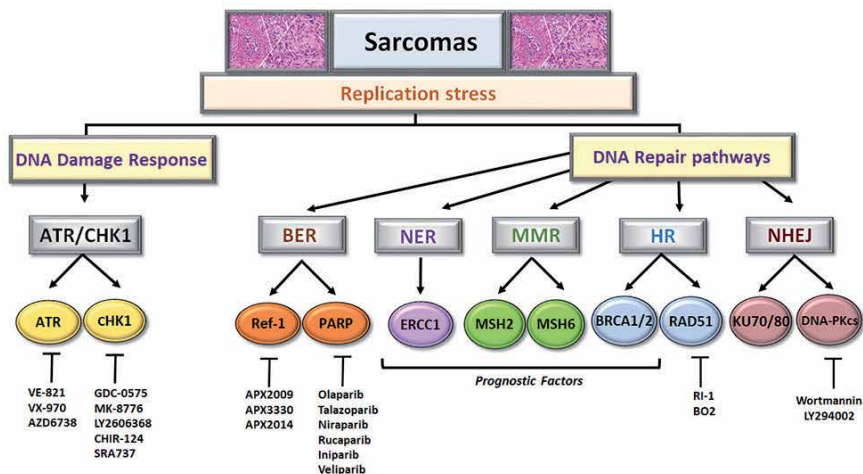 Sarcomas
Replication stress
DNA Damage Response
DNA Repair pathways
ATR/CHK1
BER
NER
MMR
HR
NHEJ
ATR
CHK1
Ref-1
PARP
ERCC1
MSH2
MSH6
BRCA1/2
RAD51
KU70/80
DNA-PKcs
VE-821
VX-970
AZD6738
GDC-0575
MK-8776
LY2606368
CHIR-124
SRA737
APX2009
APX3330
APX2014
Olaparib
Talazoparib
Niraparib
Rucaparib
Iniparib
Veliparib
Prognostic Factors
RI-1
BO2
Wortmannin
LY294002